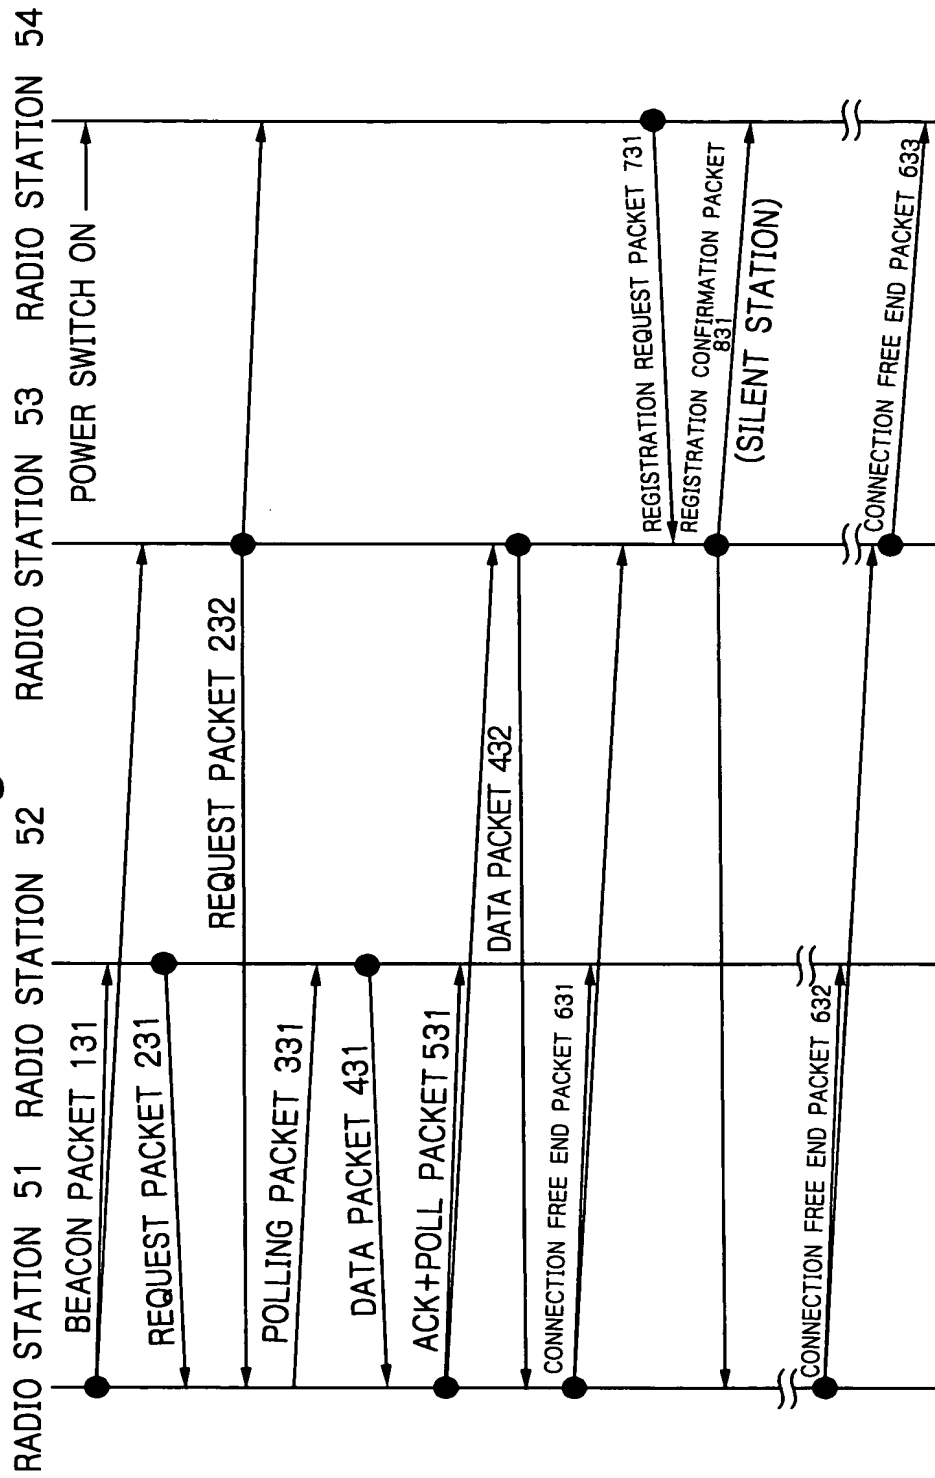 RADIO STATION 51
RADIO STATION 52
RADIO STATION 53
RADIO STATION 54
POWER SWITCH ON
BEACON PACKET 131
REQUEST PACKET 231
REQUEST PACKET 232
POLLING PACKET 331
DATA PACKET 431
ACK+POLL PACKET 531
DATA PACKET 432
CONNECTION FREE END PACKET 631
REGISTRATION REQUEST PACKET 731
REGISTRATION CONFIRMATION PACKET
831
(SILENT STATION)
CONNECTION FREE END PACKET 632
CONNECTION FREE END PACKET 633